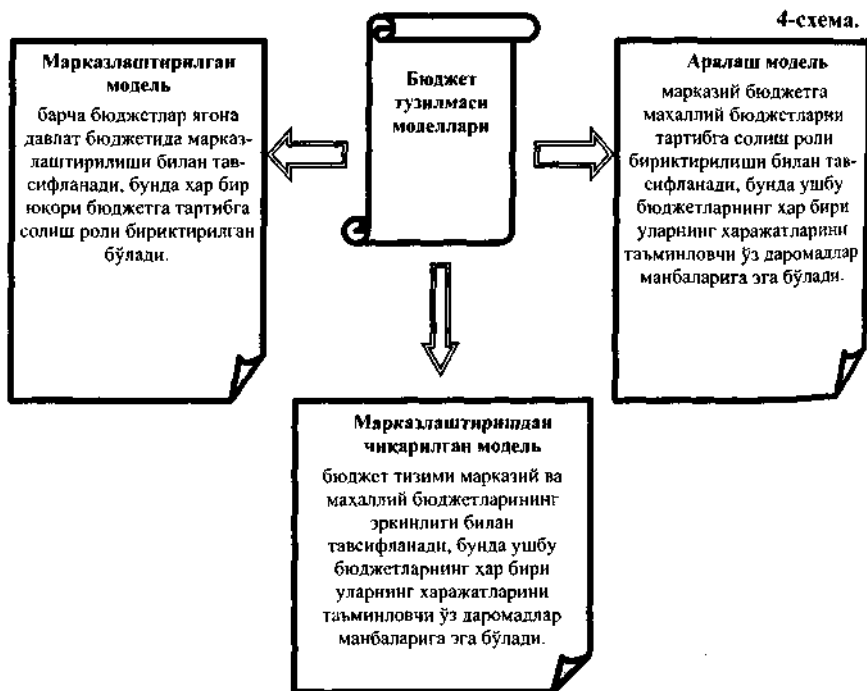 4-схема.
Бюджет
тузилмаси
моделлари
Марказлаштирилган
модель
барча бюджетлар ягона
давлат бюджетида марказ-
лаштирилиши билан тав-
сифланади, бунда ҳар бир
юқори бюджетга тартибга
солиш роли бириктирилган
бўлади.
Аралаш модель
марказий бюджетга
маҳаллий бюджетларни
тартибга солиш роли
бириктирилиши билан тав-
сифланади, бунда ушбу
бюджетларнинг ҳар бири
уларнинг харажатларини
таъминловчи ўз даромадлар
манбаларига эга бўлади.
Марказлаштиришдан
чиқарилган модель
бюджет тизими марказий ва
маҳаллий бюджетларининг
эркинлиги билан
тавсифланади, бунда ушбу
бюджетларнинг ҳар бири
уларнинг харажатларини
таъминловчи ўз даромадлар
манбаларига эга бўлади.